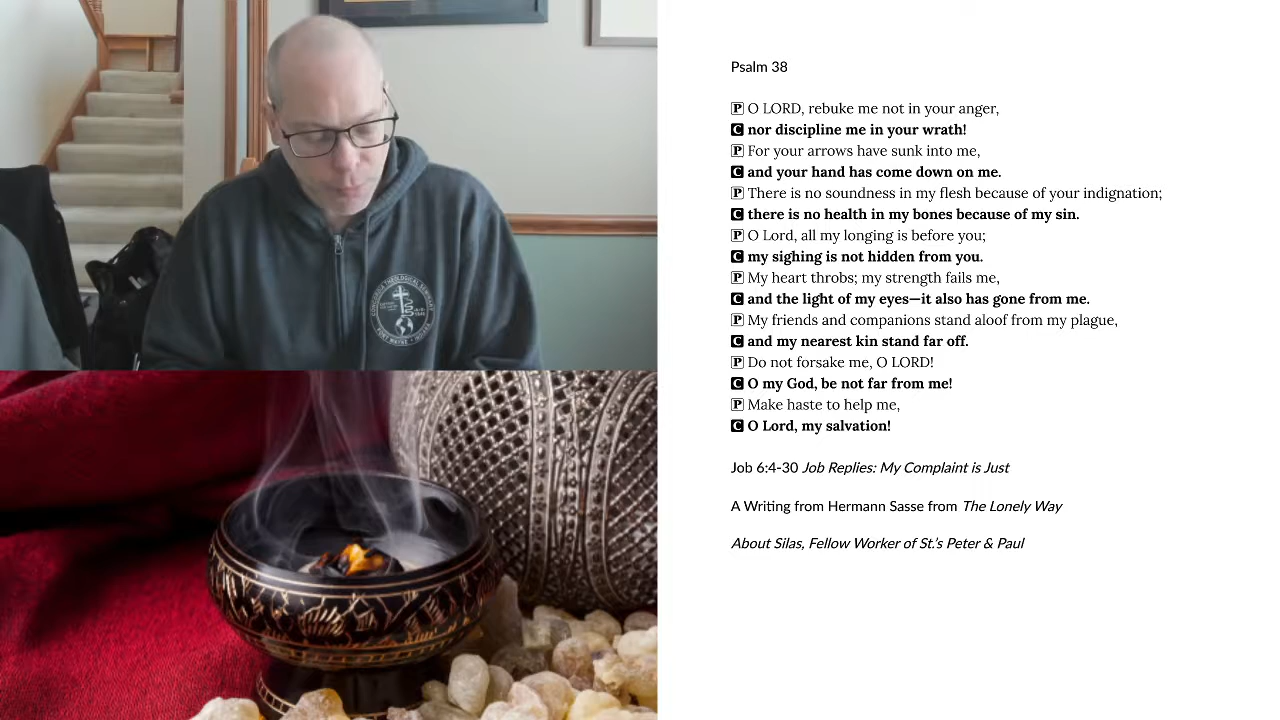 Psalm 38
P O LORD, rebuke me not in your anger,
C nor discipline me in your wrath!
P For your arrows have sunk into me,
C and your hand has come down on me.
P There is no soundness in my flesh because of your indignation;
C there is no health in my bones because of my sin.
P O Lord, all my longing is before you;
C my sighing is not hidden from you.
P My heart throbs; my strength fails me,
C and the light of my eyes—it also has gone from me.
P My friends and companions stand aloof from my plague,
C and my nearest kin stand far off.
P Do not forsake me, O LORD!
C O my God, be not far from me!
P Make haste to help me,
C O Lord, my salvation!
Job 6:4-30 Job Replies: My Complaint is Just
A Writing from Hermann Sasse from The Lonely Way
About Silas, Fellow Worker of St.'s Peter & Paul
CONCORDIA THEOLOGICAL SEMINARY
FORT WAYNE • INDIANA